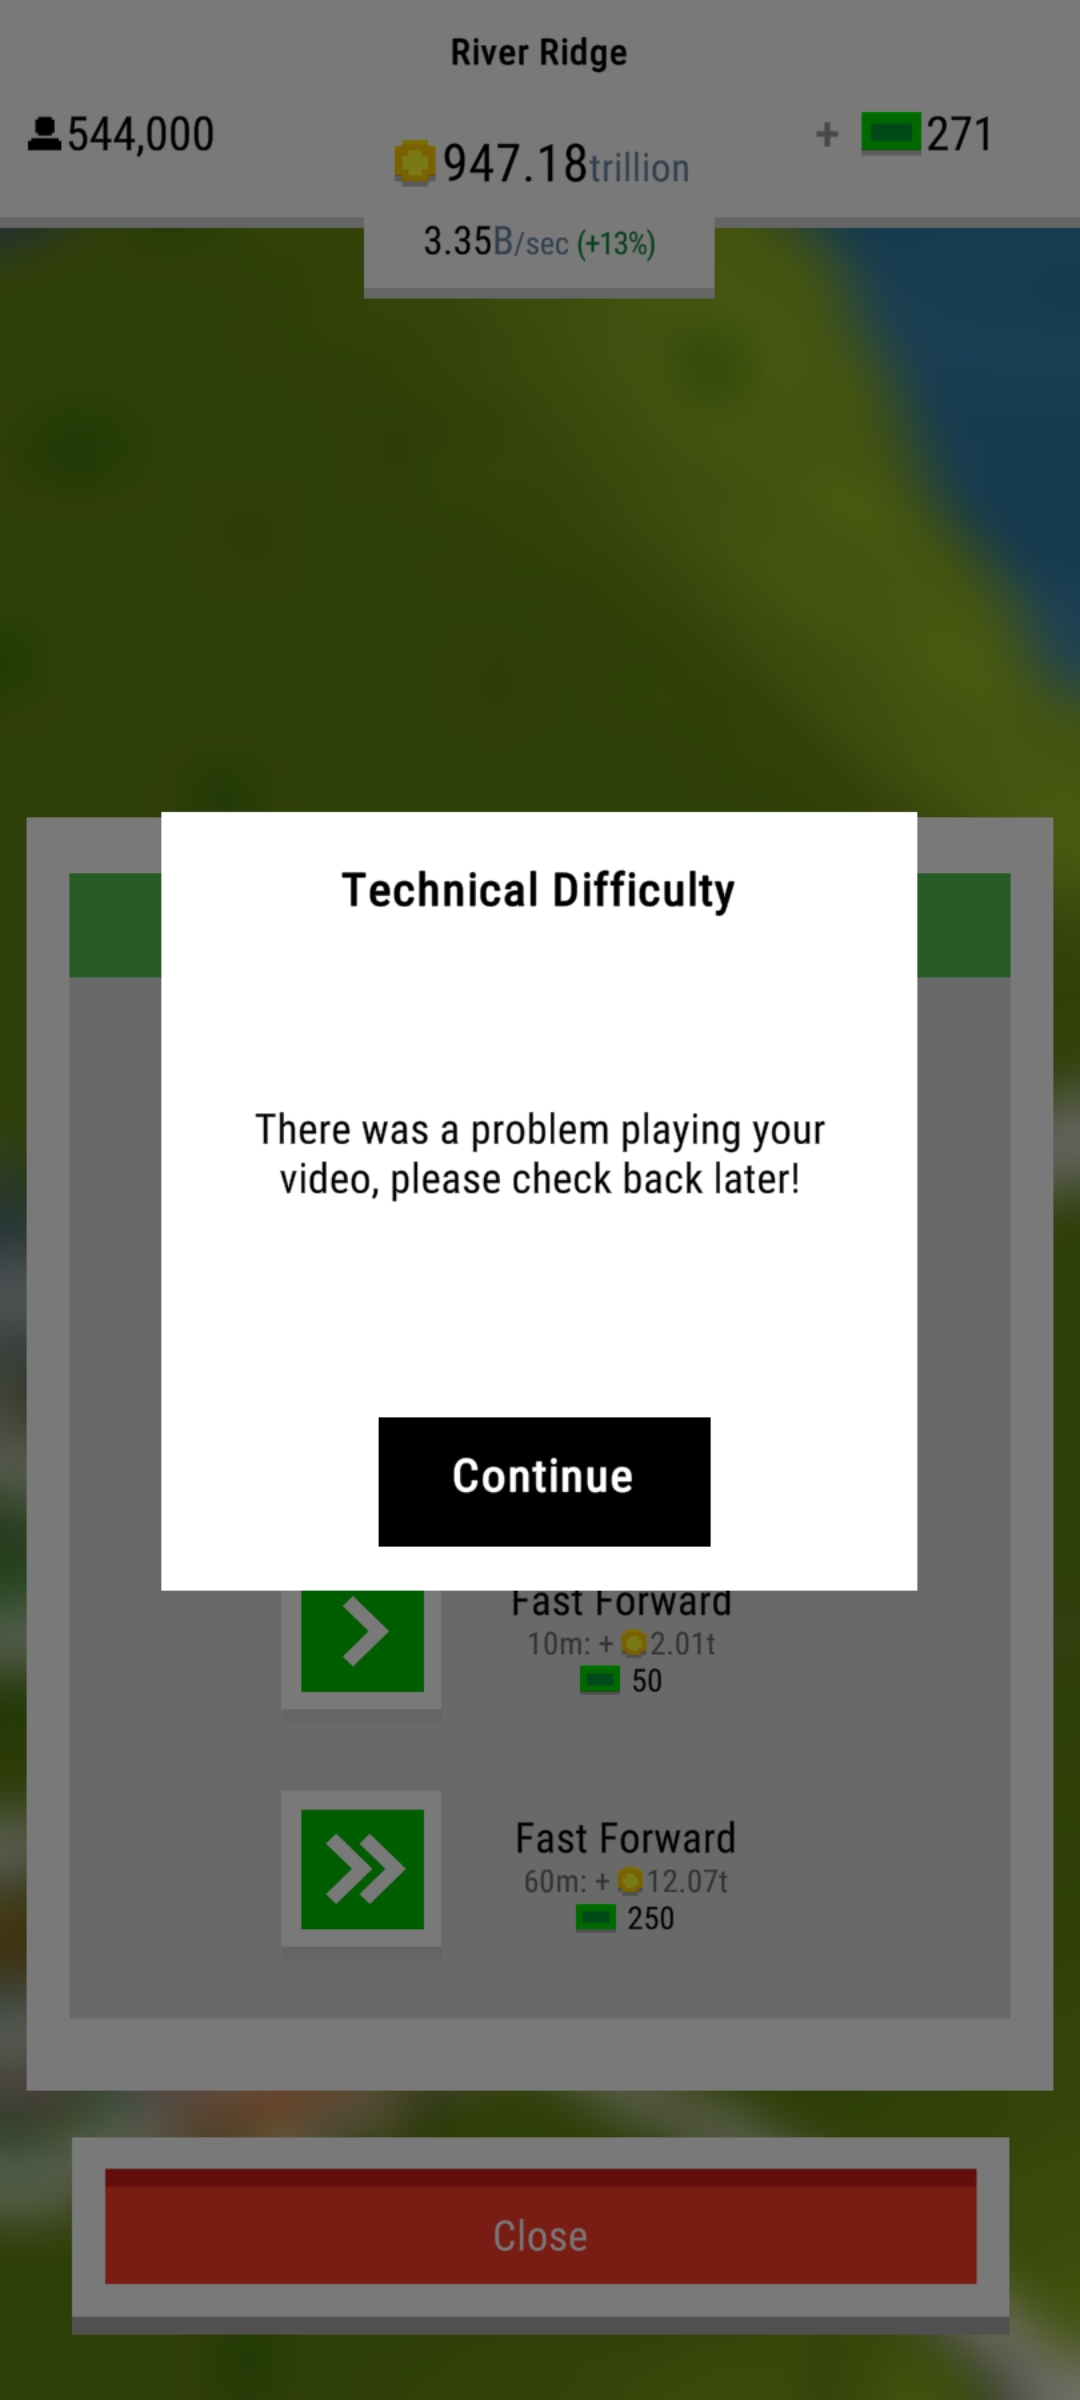 River Ridge
544,000
947.18trillion
+ 271
3.35B/sec (+13%)
Technical Difficulty
There was a problem playing your
video, please check back later!
Continue
Fast Forward
10m: + 2.01t
50
Fast Forward
60m: + 12.07t
250
Close